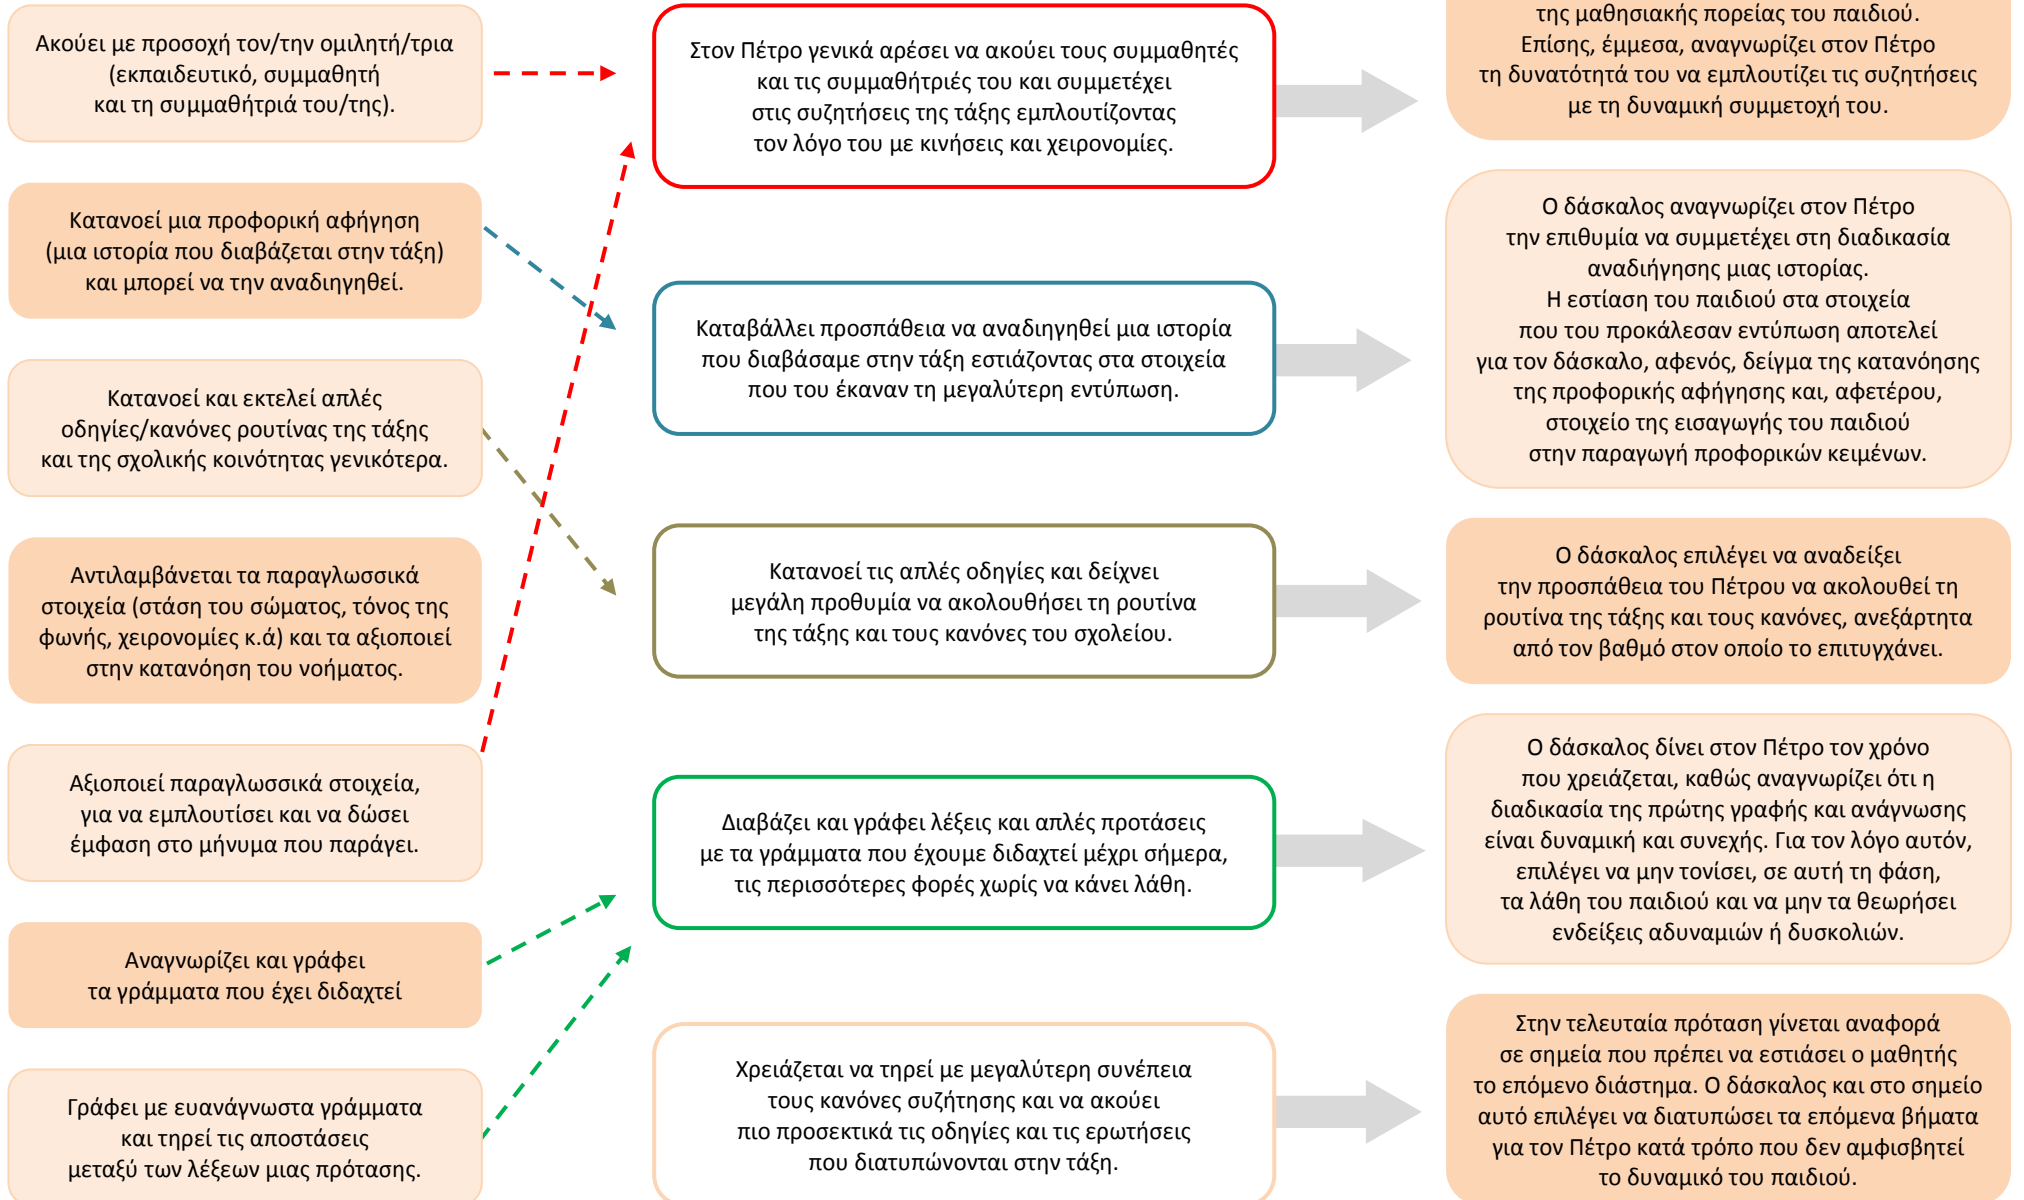 Ακούει με προσοχή τον/την ομιλητή/τρια
(εκπαιδευτικό, συμμαθητή
και τη συμμαθήτριά του/της).
Κατανοεί μια προφορική αφήγηση
(μια ιστορία που διαβάζεται στην τάξη)
και μπορεί να την αναδιηγηθεί.
Κατανοεί και εκτελεί απλές
οδηγίες/κανόνες ρουτίνας της τάξης
και της σχολικής κοινότητας γενικότερα.
Αντιλαμβάνεται τα παραγλωσσικά
στοιχεία (στάση του σώματος, τόνος της
φωνής, χειρονομίες κ.ά) και τα αξιοποιεί
στην κατανόηση του νοήματος.
Αξιοποιεί παραγλωσσικά στοιχεία,
για να εμπλουτίσει και να δώσει
έμφαση στο μήνυμα που παράγει.
Αναγνωρίζει και γράφει
τα γράμματα που έχει διδαχτεί
Γράφει με ευανάγνωστα γράμματα
και τηρεί τις αποστάσεις
μεταξύ των λέξεων μιας πρότασης.
Στον Πέτρο γενικά αρέσει να ακούει τους συμμαθητές
και τις συμμαθήτριές του και συμμετέχει
στις συζητήσεις της τάξης εμπλουτίζοντας
τον λόγο του με κινήσεις και χειρονομίες.
Καταβάλλει προσπάθεια να αναδιηγηθεί μια ιστορία
που διαβάσαμε στην τάξη εστιάζοντας στα στοιχεία
που του έκαναν τη μεγαλύτερη εντύπωση.
Κατανοεί τις απλές οδηγίες και δείχνει
μεγάλη προθυμία να ακολουθήσει τη ρουτίνα
της τάξης και τους κανόνες του σχολείου.
Διαβάζει και γράφει λέξεις και απλές προτάσεις
με τα γράμματα που έχουμε διδαχτεί μέχρι σήμερα,
τις περισσότερες φορές χωρίς να κάνει λάθη.
Χρειάζεται να τηρεί με μεγαλύτερη συνέπεια
τους κανόνες συζήτησης και να ακούει
πιο προσεκτικά τις οδηγίες και τις ερωτήσεις
που διατυπώνονται στην τάξη.
της μαθησιακής πορείας του παιδιού.
Επίσης, έμμεσα, αναγνωρίζει στον Πέτρο
τη δυνατότητά του να εμπλουτίζει τις συζητήσεις
με τη δυναμική συμμετοχή του.
Ο δάσκαλος αναγνωρίζει στον Πέτρο
την επιθυμία να συμμετέχει στη διαδικασία
αναδιήγησης μιας ιστορίας.
Η εστίαση του παιδιού στα στοιχεία
που του προκάλεσαν εντύπωση αποτελεί
για τον δάσκαλο, αφενός, δείγμα της κατανόησης
της προφορικής αφήγησης και, αφετέρου,
στοιχείο της εισαγωγής του παιδιού
στην παραγωγή προφορικών κειμένων.
Ο δάσκαλος επιλέγει να αναδείξει
την προσπάθεια του Πέτρου να ακολουθεί τη
ρουτίνα της τάξης και τους κανόνες, ανεξάρτητα
από τον βαθμό στον οποίο το επιτυγχάνει.
Ο δάσκαλος δίνει στον Πέτρο τον χρόνο
που χρειάζεται, καθώς αναγνωρίζει ότι η
διαδικασία της πρώτης γραφής και ανάγνωσης
είναι δυναμική και συνεχής. Για τον λόγο αυτόν,
επιλέγει να μην τονίσει, σε αυτή τη φάση,
τα λάθη του παιδιού και να μην τα θεωρήσει
ενδείξεις αδυναμιών ή δυσκολιών.
Στην τελευταία πρόταση γίνεται αναφορά
σε σημεία που πρέπει να εστιάσει ο μαθητής
το επόμενο διάστημα. Ο δάσκαλος και στο σημείο
αυτό επιλέγει να διατυπώσει τα επόμενα βήματα
για τον Πέτρο κατά τρόπο που δεν αμφισβητεί
το δυναμικό του παιδιού.